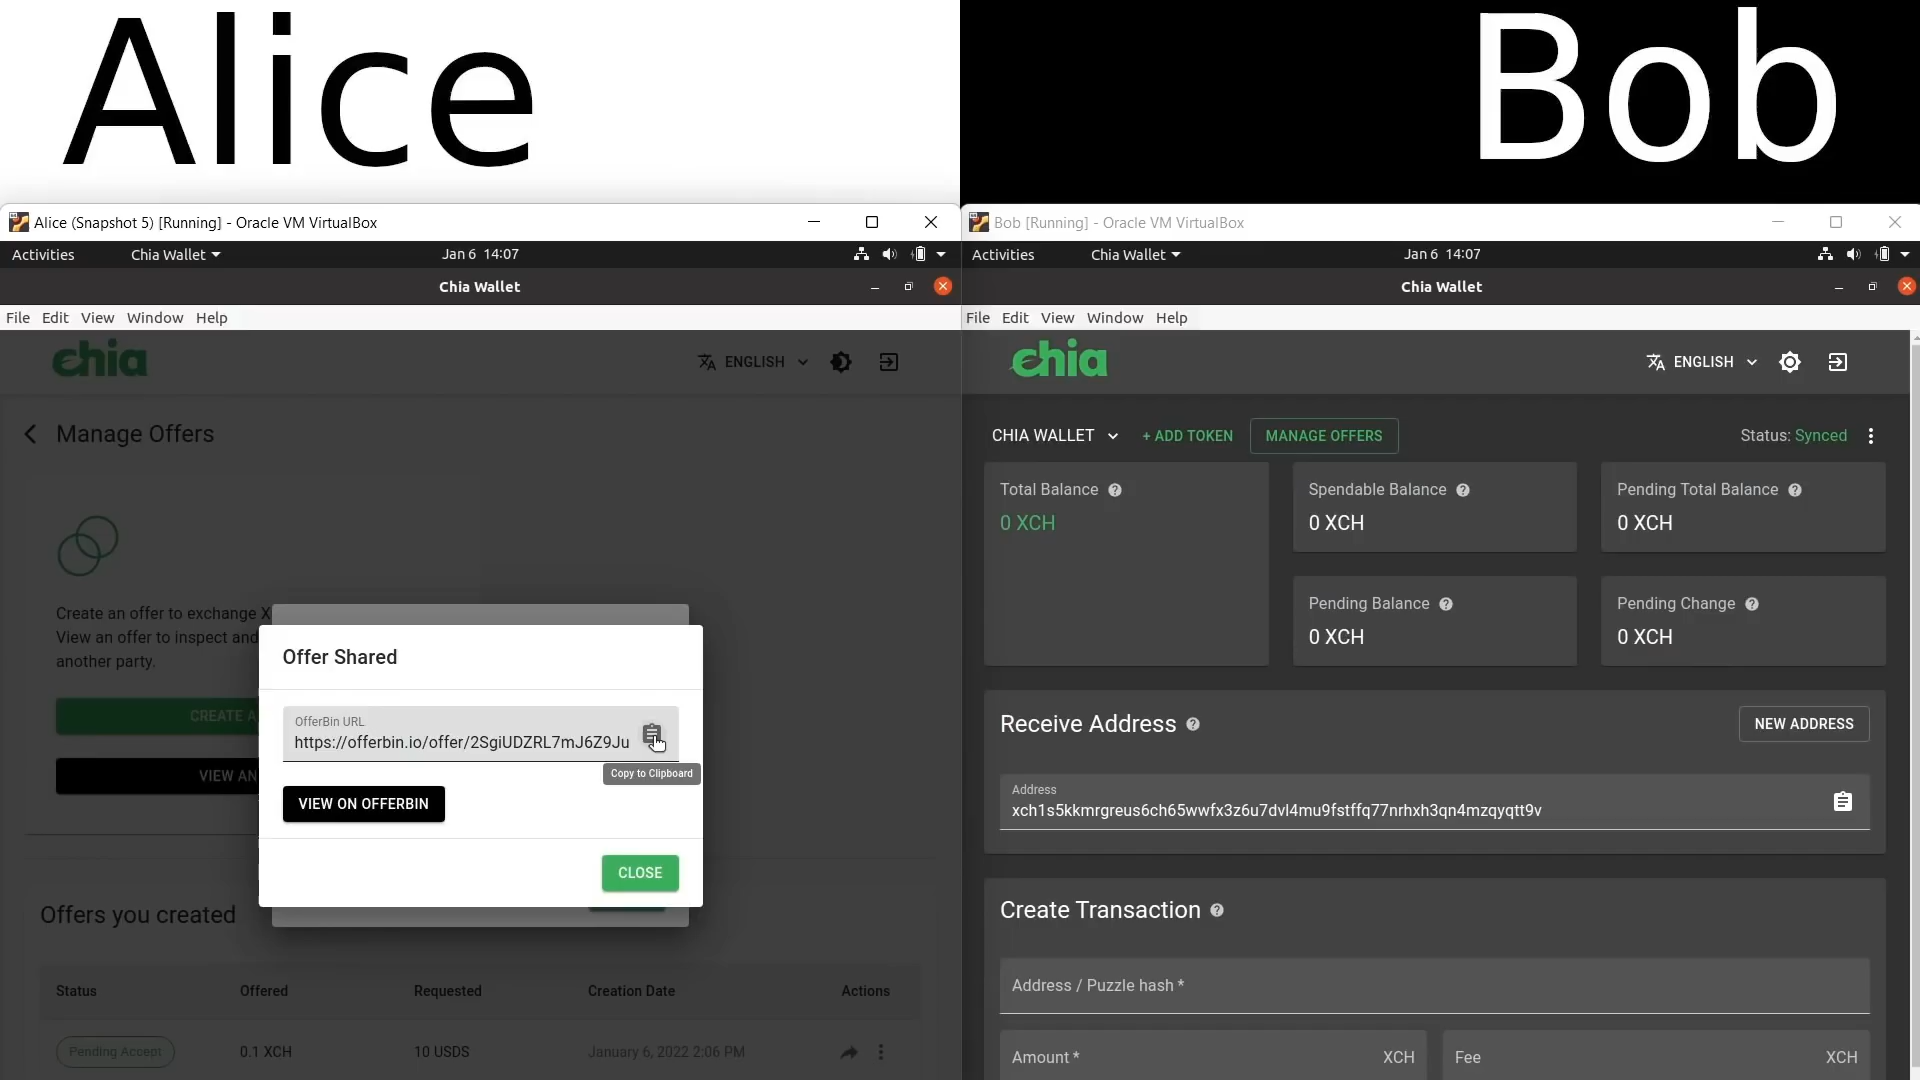 Alice
Bob
Alice (Snapshot 5) [Running] - Oracle VM VirtualBox
Activities
Chia Wallet
Jan 6 14:07
Chia Wallet
File Edit View Window Help
chia
ENGLISH
Manage Offers
Create an offer to exchange X
View an offer to inspect and
another party.
CREATE A
VIEW AN
Offer Shared
OfferBin URL
https://offerbin.io/offer/2SgiUDZRL7mJ6Z9Ju
Copy to Clipboard
VIEW ON OFFERBIN
CLOSE
Offers you created
Status Offered Requested Creation Date Actions
Pending Accept 0.1 XCH 10 USDS January 6, 2022 2:06 PM
Bob [Running] - Oracle VM VirtualBox
Activities
Chia Wallet
Jan 6 14:07
Chia Wallet
File Edit View Window Help
chia
ENGLISH
CHIA WALLET + ADD TOKEN MANAGE OFFERS Status: Synced
Total Balance
0 XCH
Spendable Balance
0 XCH
Pending Total Balance
0 XCH
Pending Balance
0 XCH
Pending Change
0 XCH
Receive Address
NEW ADDRESS
Address
xch1s5kkmrgreus6ch65wwfx3z6u7dvl4mu9fstffq77nrhxh3qn4mzqyqtt9v
Create Transaction
Address / Puzzle hash *
Amount * XCH
Fee XCH